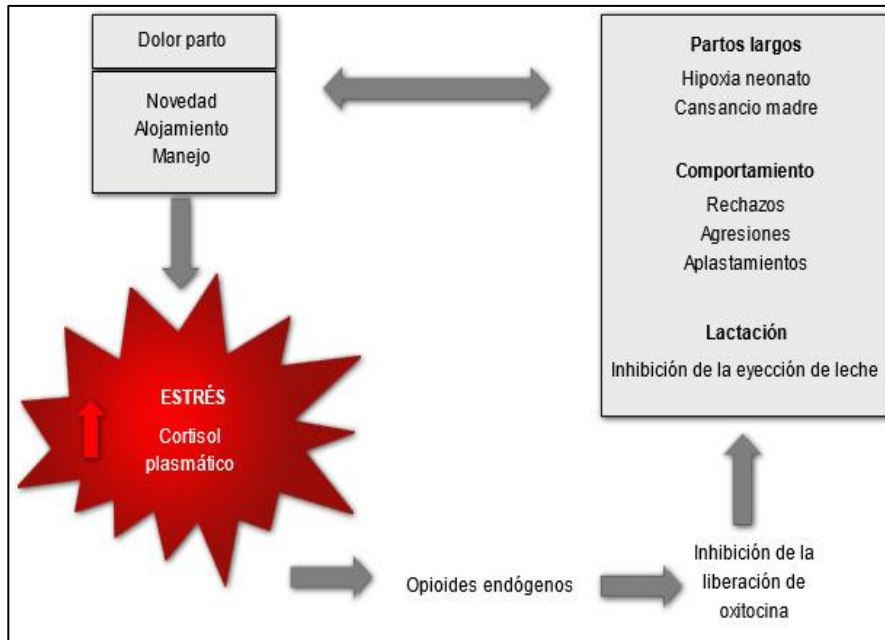 Dolor parto
Novedad
Alojamiento
Manejo
ESTRÉS
Cortisol
plasmático
Opioides endógenos
Inhibición de la
liberación de
oxitocina
Partos largos
Hipoxia neonato
Cansancio madre
Comportamiento
Rechazos
Agresiones
Aplastamientos
Lactación
Inhibición de la eyección de leche